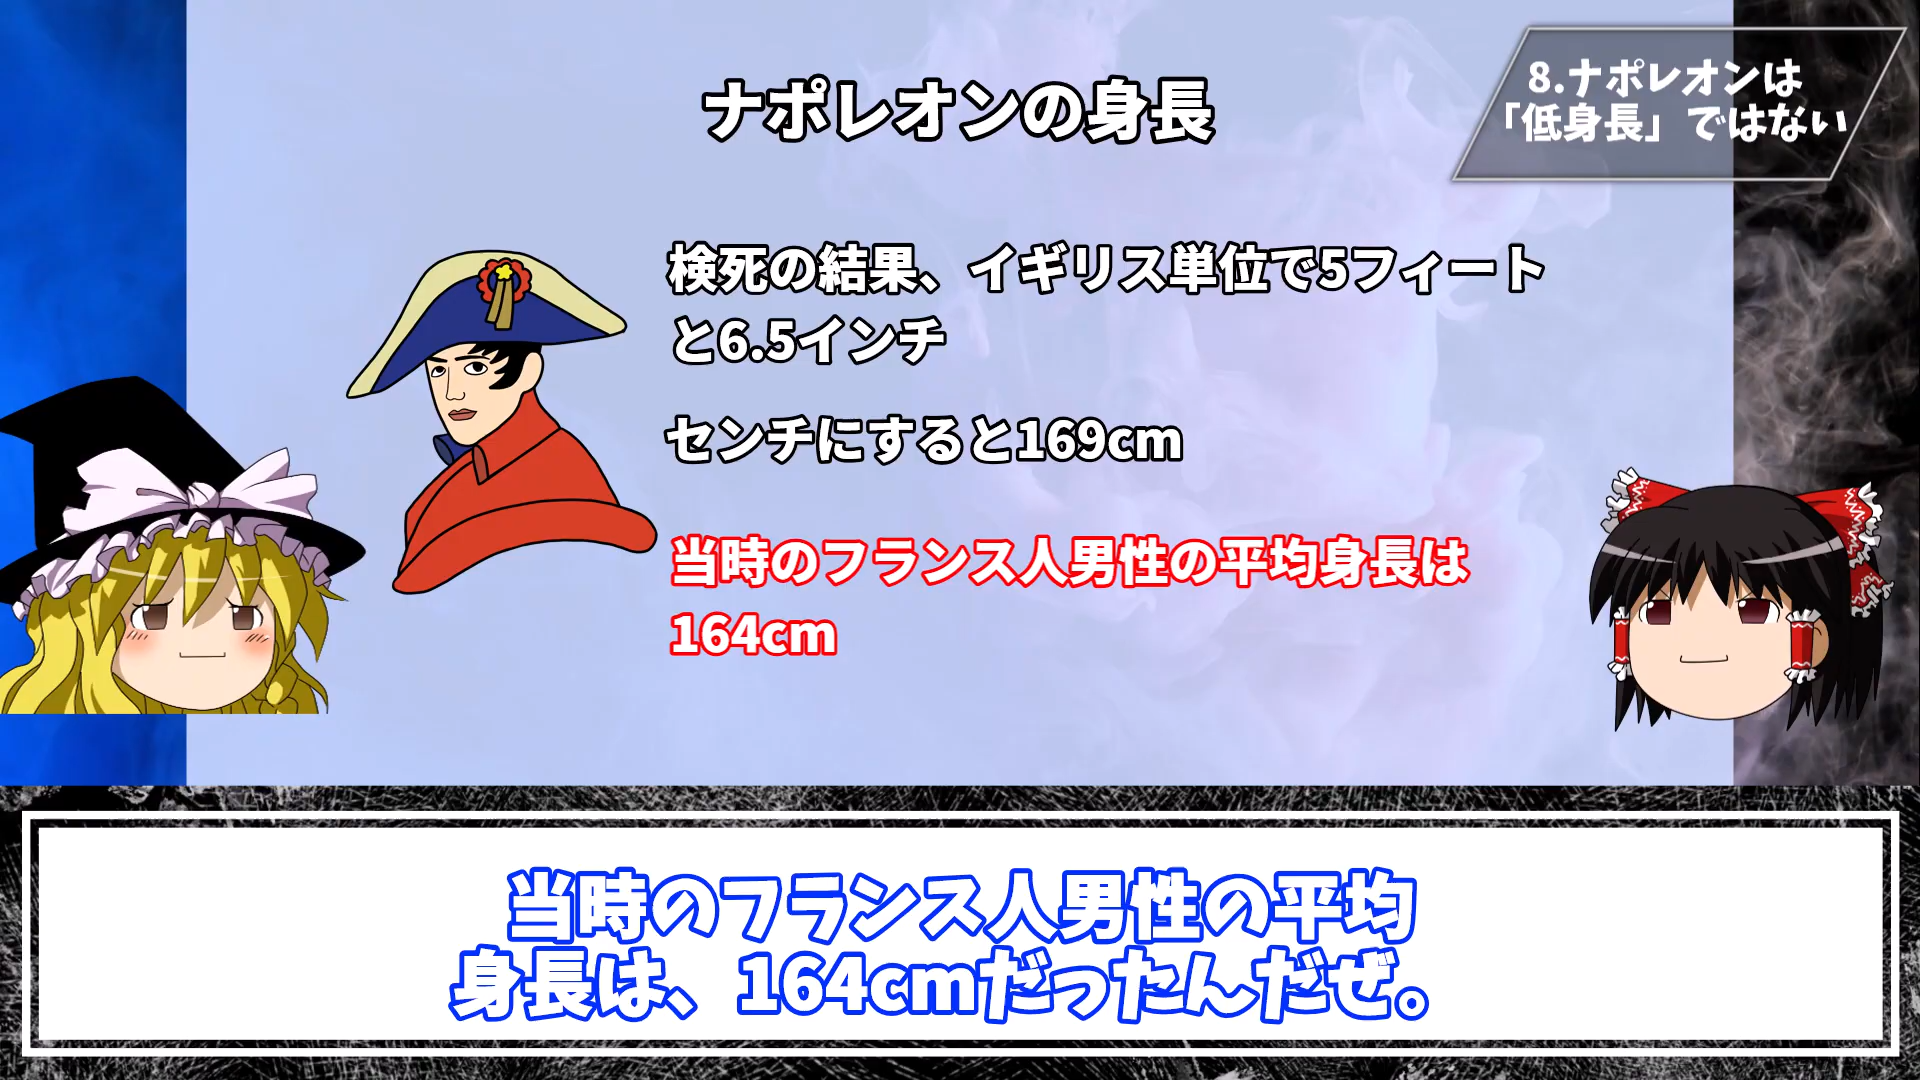 ナポレオンの身長
8.ナポレオンは
「低身長」ではない
検死の結果、イギリス単位で5フィート
と6.5インチ
センチにすると169cm
当時のフランス人男性の平均身長は
164cm
当時のフランス人男性の平均
身長は、164cmだったんだぜ。